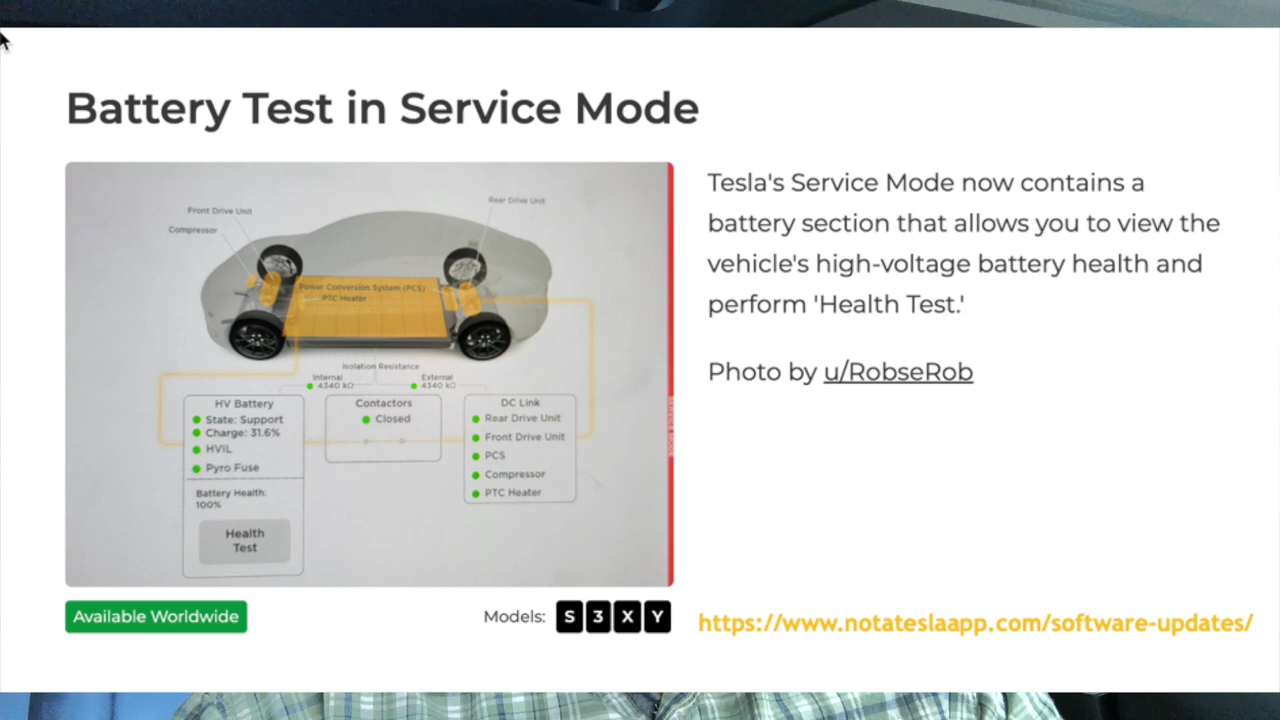 Battery Test in Service Mode
Front Drive Unit
Rear Drive Unit
Compressor
Power Conversion System (PCS)
PTC Heater
Isolation Resistance
Internal
4340 kΩ
External
4340 kΩ
HV Battery
State: Support
Charge: 31.6%
HVIL
Pyro Fuse
Battery Health:
100%
Health
Test
Contactors
Closed
DC Link
Rear Drive Unit
Front Drive Unit
PCS
Compressor
PTC Heater
Tesla's Service Mode now contains a
battery section that allows you to view the
vehicle's high-voltage battery health and
perform 'Health Test.'
Photo by u/RobseRob
Available Worldwide
Models: S 3 X Y
https://www.notateslaapp.com/software-updates/